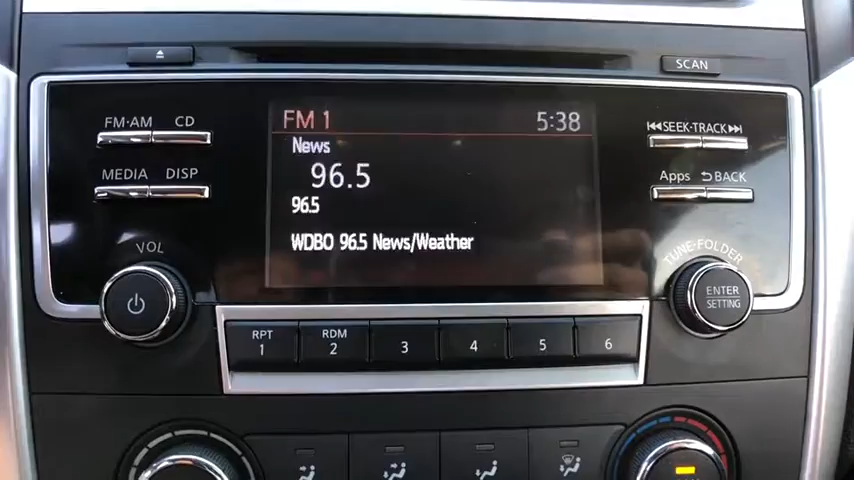 SCAN
FM·AM CD
MEDIA DISP
VOL
FM 1 5:38
News
96.5
96.5
WDBO 96.5 News/Weather
SEEK·TRACK
Apps BACK
TUNE·FOLDER
ENTER
SETTING
RPT RDM
1 2 3 4 5 6